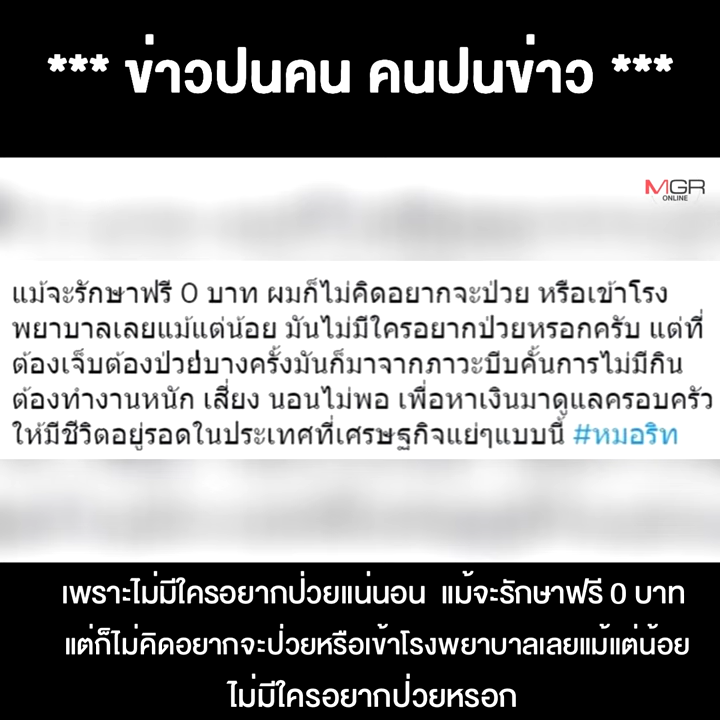 *** ข่าวปนคน คนปนข่าว ***
MGR
ONLINE
แม้จะรักษาฟรี 0 บาท ผมก็ไม่คิดอยากจะป่วย หรือเข้าโรง
พยาบาลเลยแม้แต่น้อย มันไม่มีใครอยากป่วยหรอกครับ แต่ที่
ต้องเจ็บต้องป่วยบางครั้งมันก็มาจากภาวะบีบคั้นการไม่มีกิน
ต้องทำงานหนัก เสี่ยง นอนไม่พอ เพื่อหาเงินมาดูแลครอบครัว
ให้มีชีวิตอยู่รอดในประเทศที่เศรษฐกิจแย่ๆแบบนี้ #หมอริท
เพราะไม่มีใครอยากป่วยแน่นอน แม้จะรักษาฟรี 0 บาท
แต่ก็ไม่คิดอยากจะป่วยหรือเข้าโรงพยาบาลเลยแม้แต่น้อย
ไม่มีใครอยากป่วยหรอก